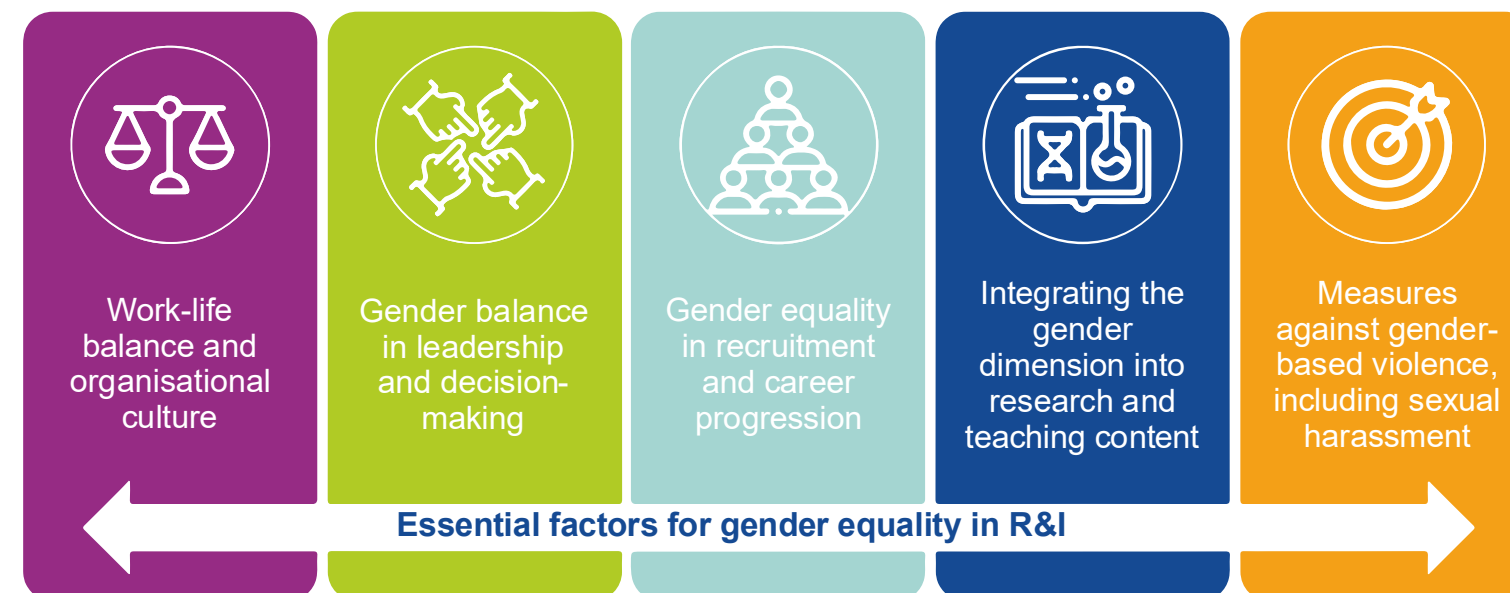 Work-life
balance and
organisational
culture
Gender balance
in leadership
and decision-
making
Gender equality
in recruitment
and career
progression
Integrating the
gender
dimension into
research and
teaching content
Measures
against gender-
based violence,
including sexual
harassment
Essential factors for gender equality in R&I